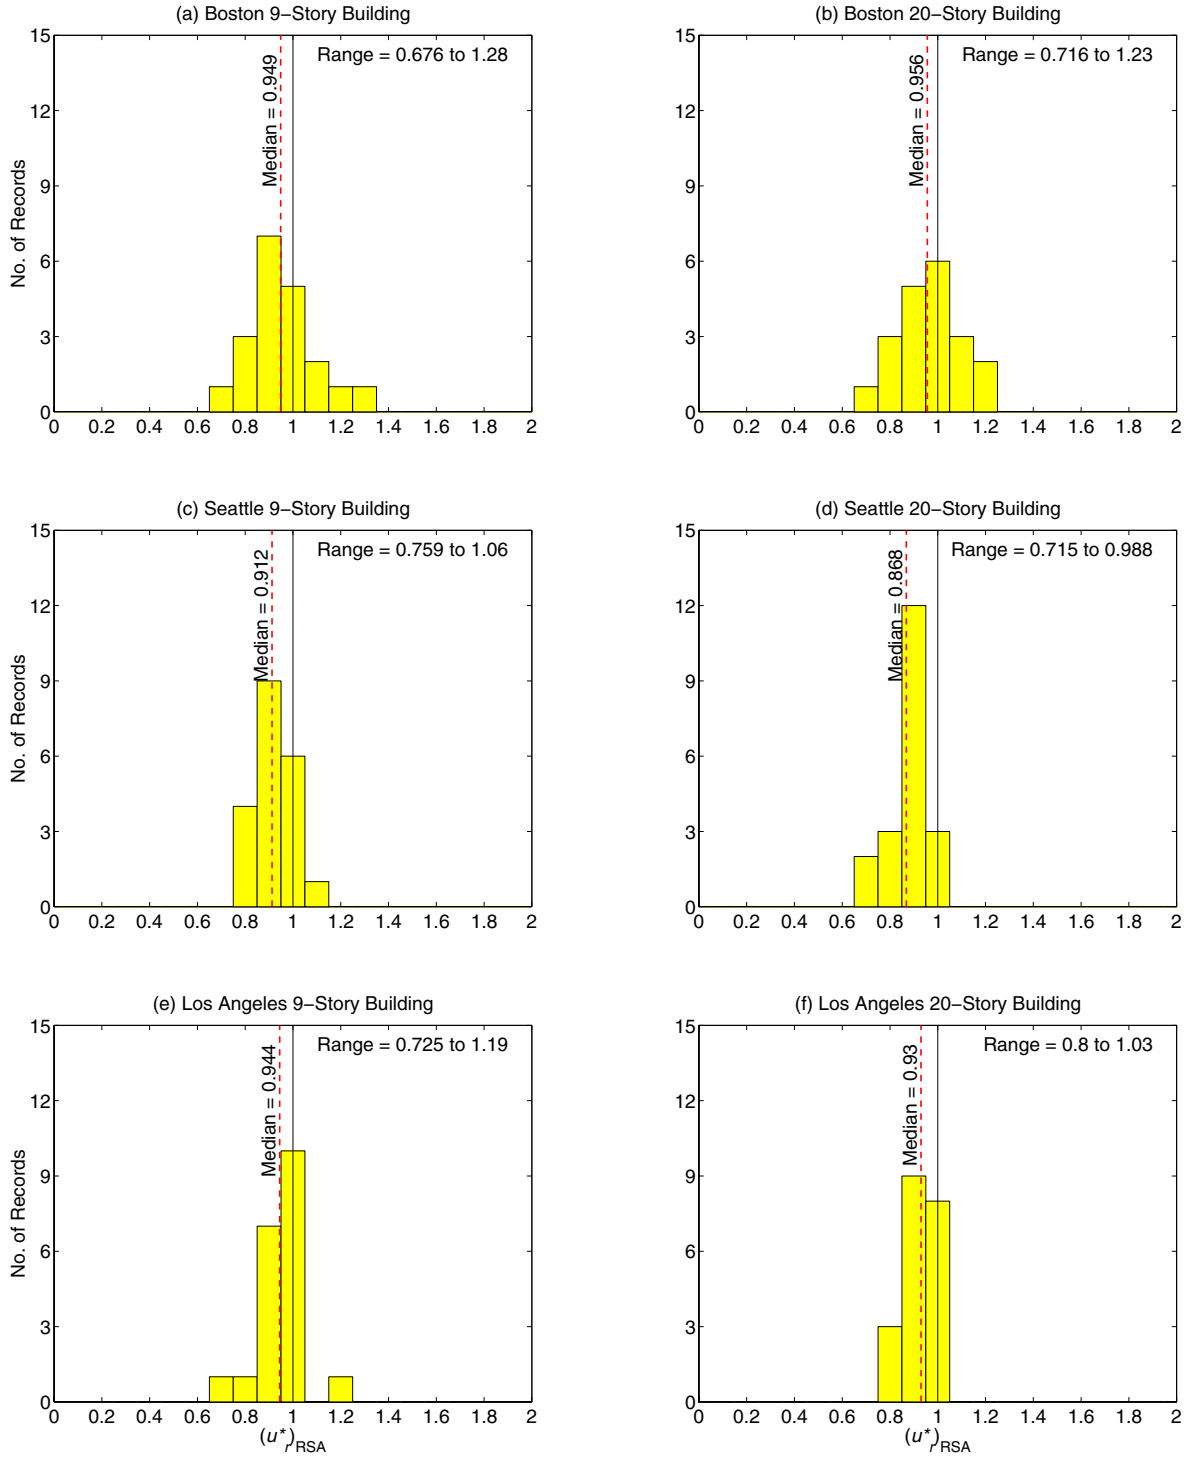 (a) Boston 9−Story Building
Range = 0.676 to 1.28
Median = 0.949
No. of Records
15
12
9
6
3
0
0 0.2 0.4 0.6 0.8 1 1.2 1.4 1.6 1.8 2
(b) Boston 20−Story Building
Range = 0.716 to 1.23
Median = 0.956
15
12
9
6
3
0
0 0.2 0.4 0.6 0.8 1 1.2 1.4 1.6 1.8 2
(c) Seattle 9−Story Building
Range = 0.759 to 1.06
Median = 0.912
No. of Records
15
12
9
6
3
0
0 0.2 0.4 0.6 0.8 1 1.2 1.4 1.6 1.8 2
(d) Seattle 20−Story Building
Range = 0.715 to 0.988
Median = 0.868
15
12
9
6
3
0
0 0.2 0.4 0.6 0.8 1 1.2 1.4 1.6 1.8 2
(e) Los Angeles 9−Story Building
Range = 0.725 to 1.19
Median = 0.944
No. of Records
15
12
9
6
3
0
0 0.2 0.4 0.6 0.8 1 1.2 1.4 1.6 1.8 2
(u*r)RSA
(f) Los Angeles 20−Story Building
Range = 0.8 to 1.03
Median = 0.93
15
12
9
6
3
0
0 0.2 0.4 0.6 0.8 1 1.2 1.4 1.6 1.8 2
(u*r)RSA